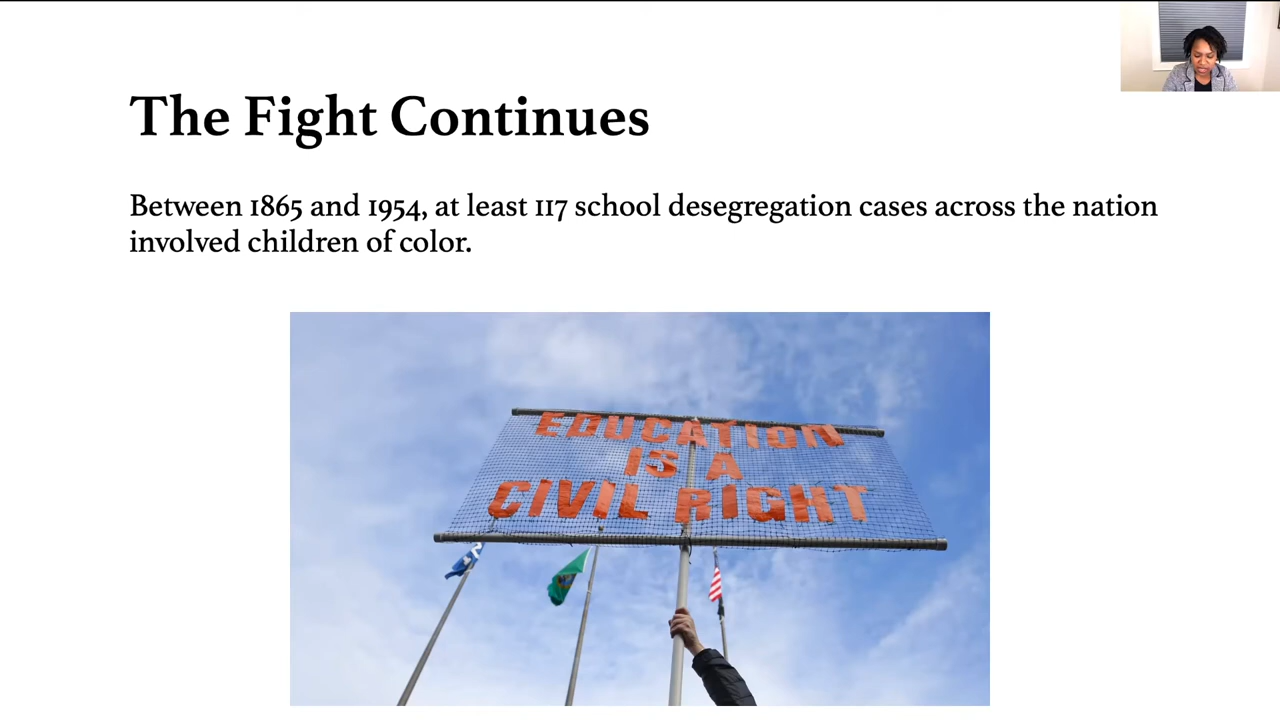 The Fight Continues
Between 1865 and 1954, at least 117 school desegregation cases across the nation
involved children of color.
EDUCATION
IS A
CIVIL RIGHT